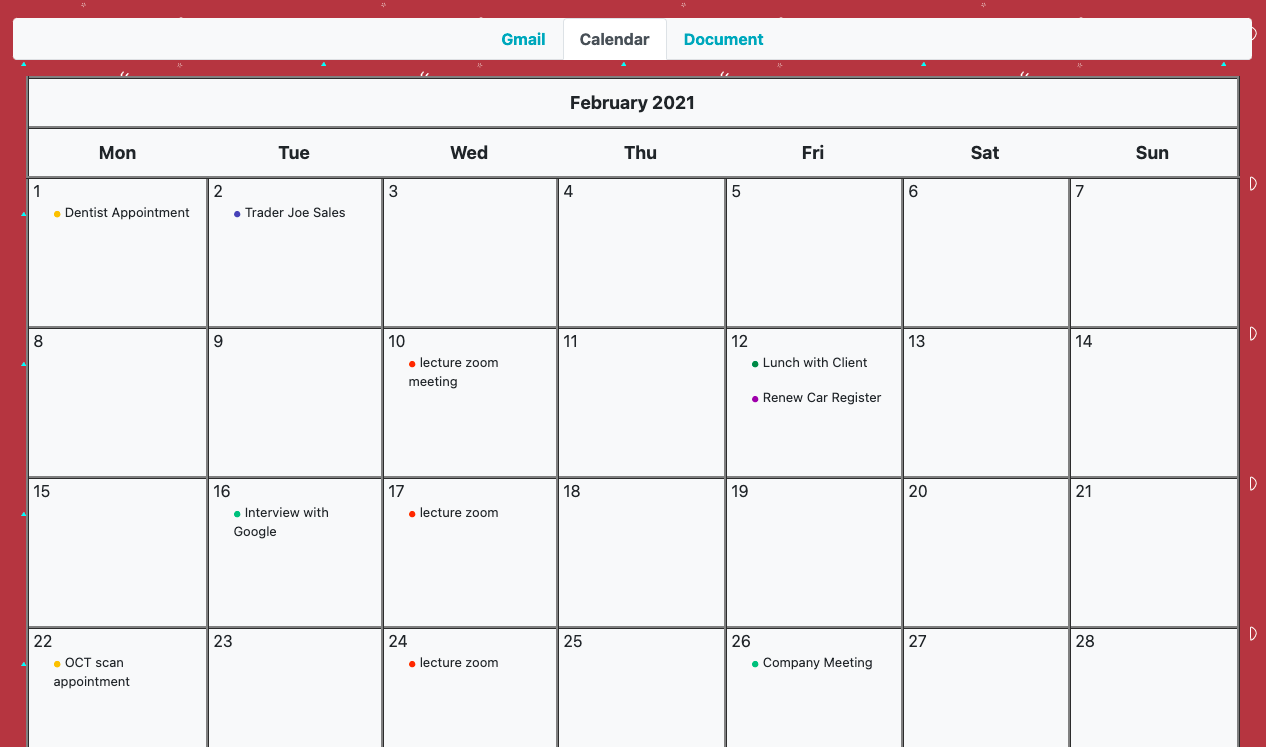 Gmail Calendar Document
February 2021
Mon Tue Wed Thu Fri Sat Sun
1 2 3 4 5 6 7
Dentist Appointment Trader Joe Sales
8 9 10 11 12 13 14
lecture zoom Lunch with Client
meeting
Renew Car Register
15 16 17 18 19 20 21
Interview with lecture zoom
Google
22 23 24 25 26 27 28
OCT scan lecture zoom Company Meeting
appointment